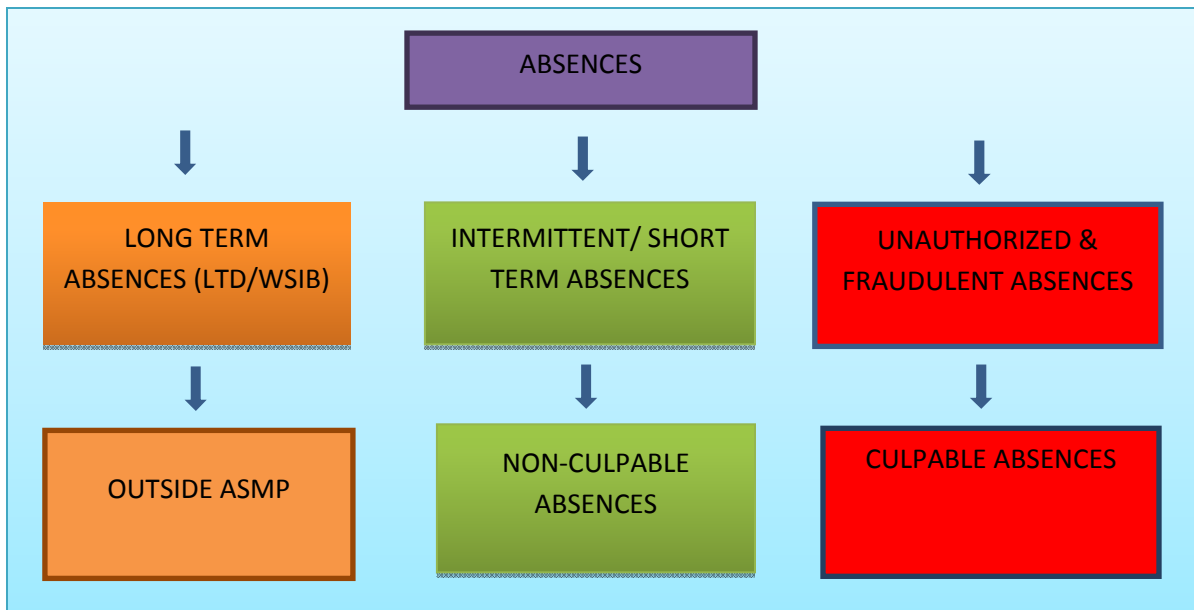 ABSENCES
LONG TERM
ABSENCES (LTD/WSIB)
INTERMITTENT/ SHORT
TERM ABSENCES
UNAUTHORIZED &
FRAUDULENT ABSENCES
OUTSIDE ASMP
NON-CULPABLE
ABSENCES
CULPABLE ABSENCES